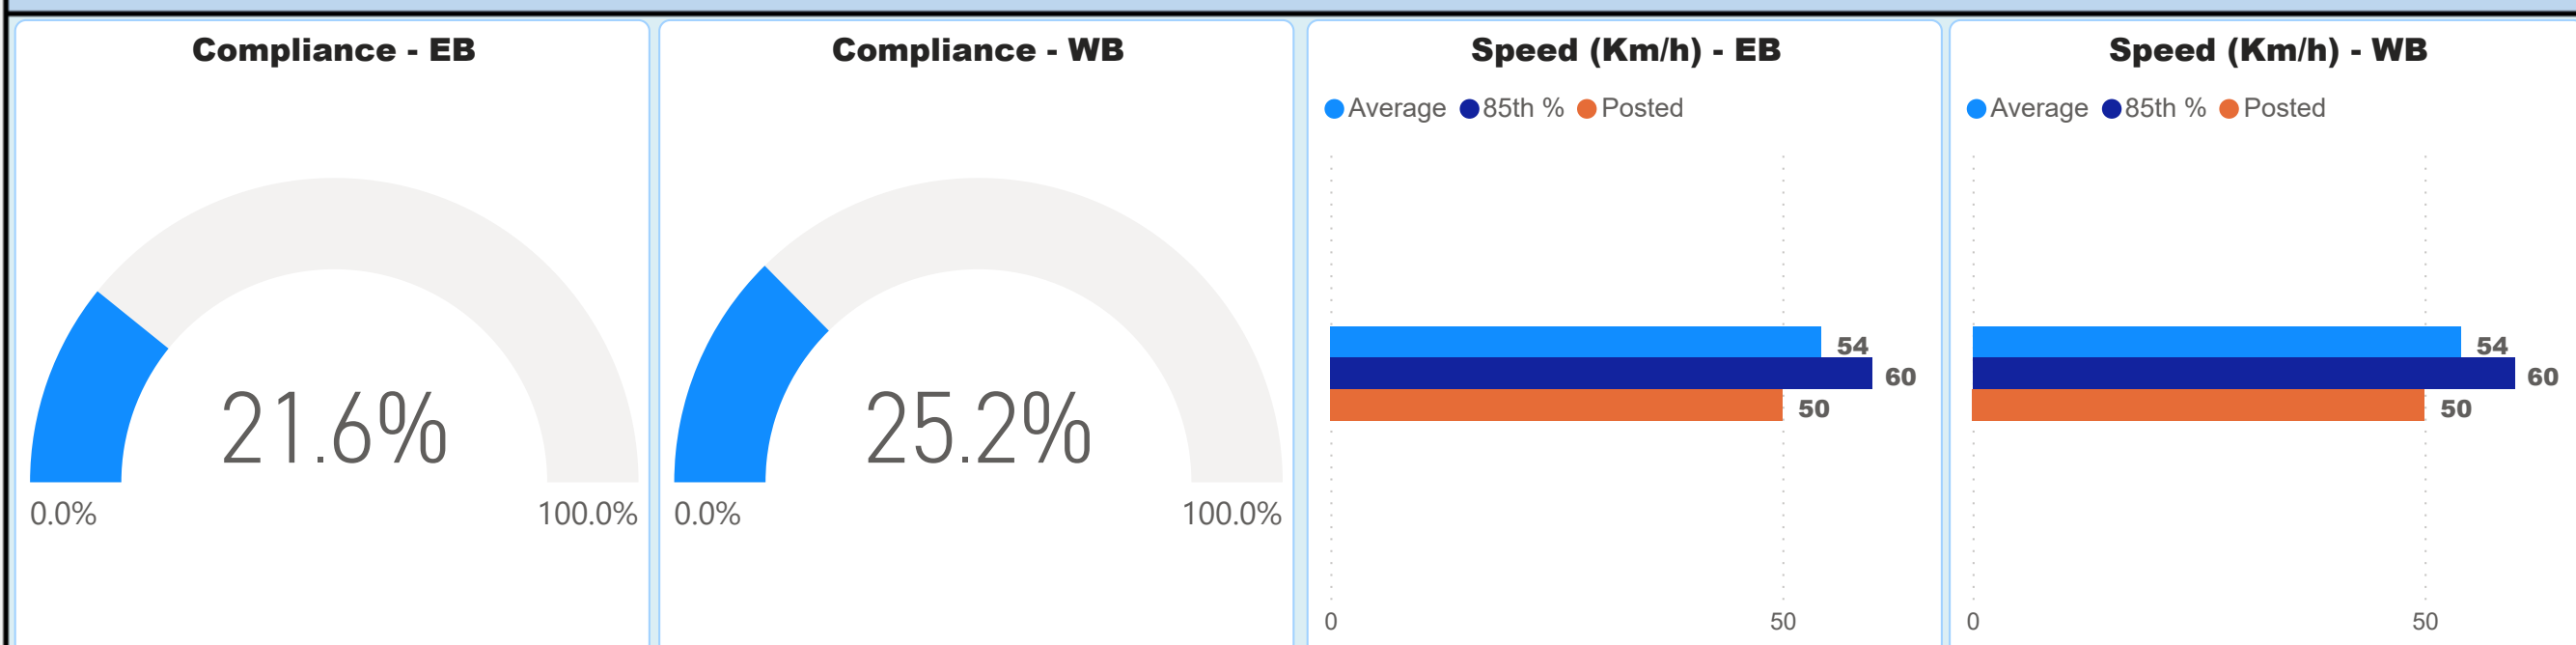 Compliance - EB
21.6%
0.0%
100.0%
Compliance - WB
25.2%
0.0%
100.0%
Speed (Km/h) - EB
Average 85th % Posted
54
60
50
0
50
Speed (Km/h) - WB
Average 85th % Posted
54
60
50
0
50